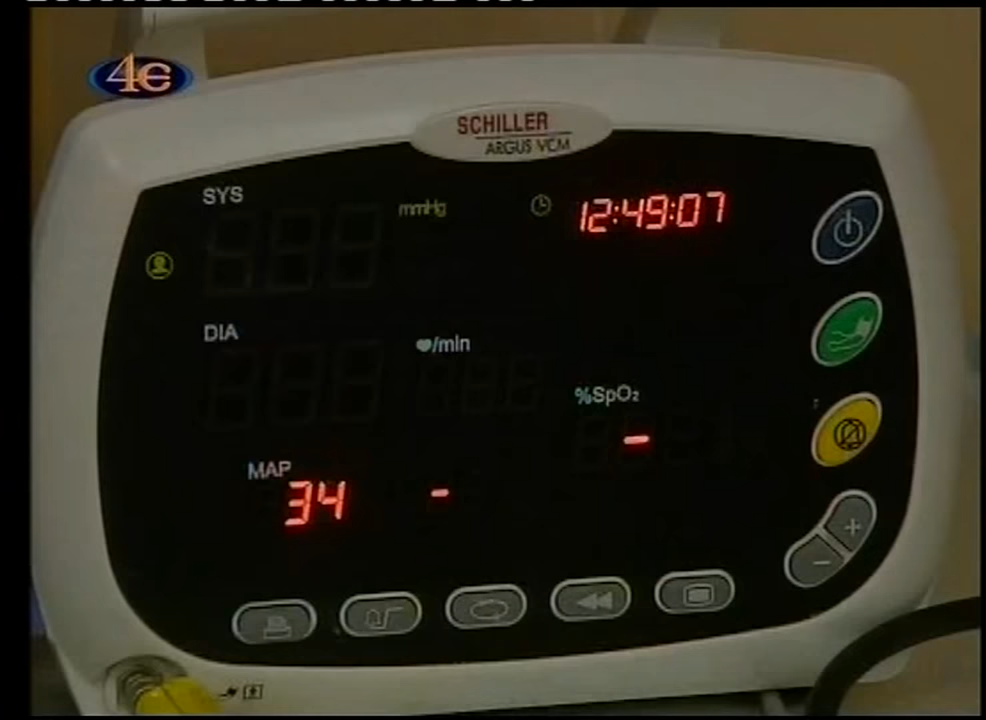 4e
SCHILLER
ARGUS VCM
SYS
mmHg
12:49:07
DIA
♥/min
%SpO₂
-
MAP
34
-
+
-